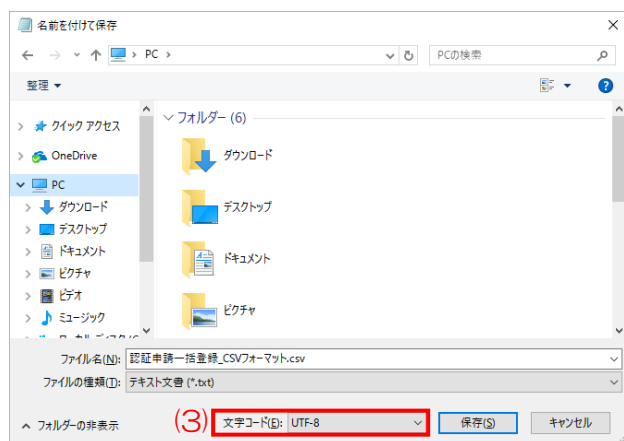 名前を付けて保存
PC
PCの検索
整理
クイック アクセス
OneDrive
PC
ダウンロード
デスクトップ
ドキュメント
ピクチャ
ビデオ
ミュージック
フォルダー (6)
ダウンロード
デスクトップ
ドキュメント
ピクチャ
ファイル名(N): 認証申請一括登録_CSVフォーマット.csv
ファイルの種類(T): テキスト文書 (*.txt)
フォルダーの非表示
(3) 文字コード(E): UTF-8
保存(S)
キャンセル